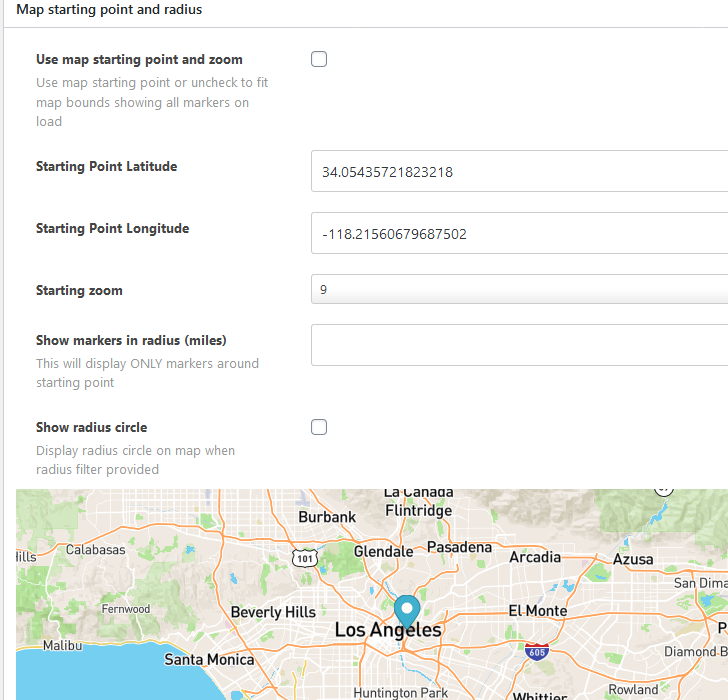 Map starting point and radius
Use map starting point and zoom
Use map starting point or uncheck to fit
map bounds showing all markers on
load
Starting Point Latitude
34.05435721823218
Starting Point Longitude
-118.21560679687502
Starting zoom
9
Show markers in radius (miles)
This will display ONLY markers around
starting point
Show radius circle
Display radius circle on map when
radius filter provided
La Cañada
Flintridge
Burbank
Calabasas
ills
101
Glendale
Pasadena
Arcadia
Azusa
San Dima
Fernwood
Beverly Hills
El Monte
Los Angeles
P
Malibu
Santa Monica
605
Diamond B
Huntington Park
Whittier
Rowland